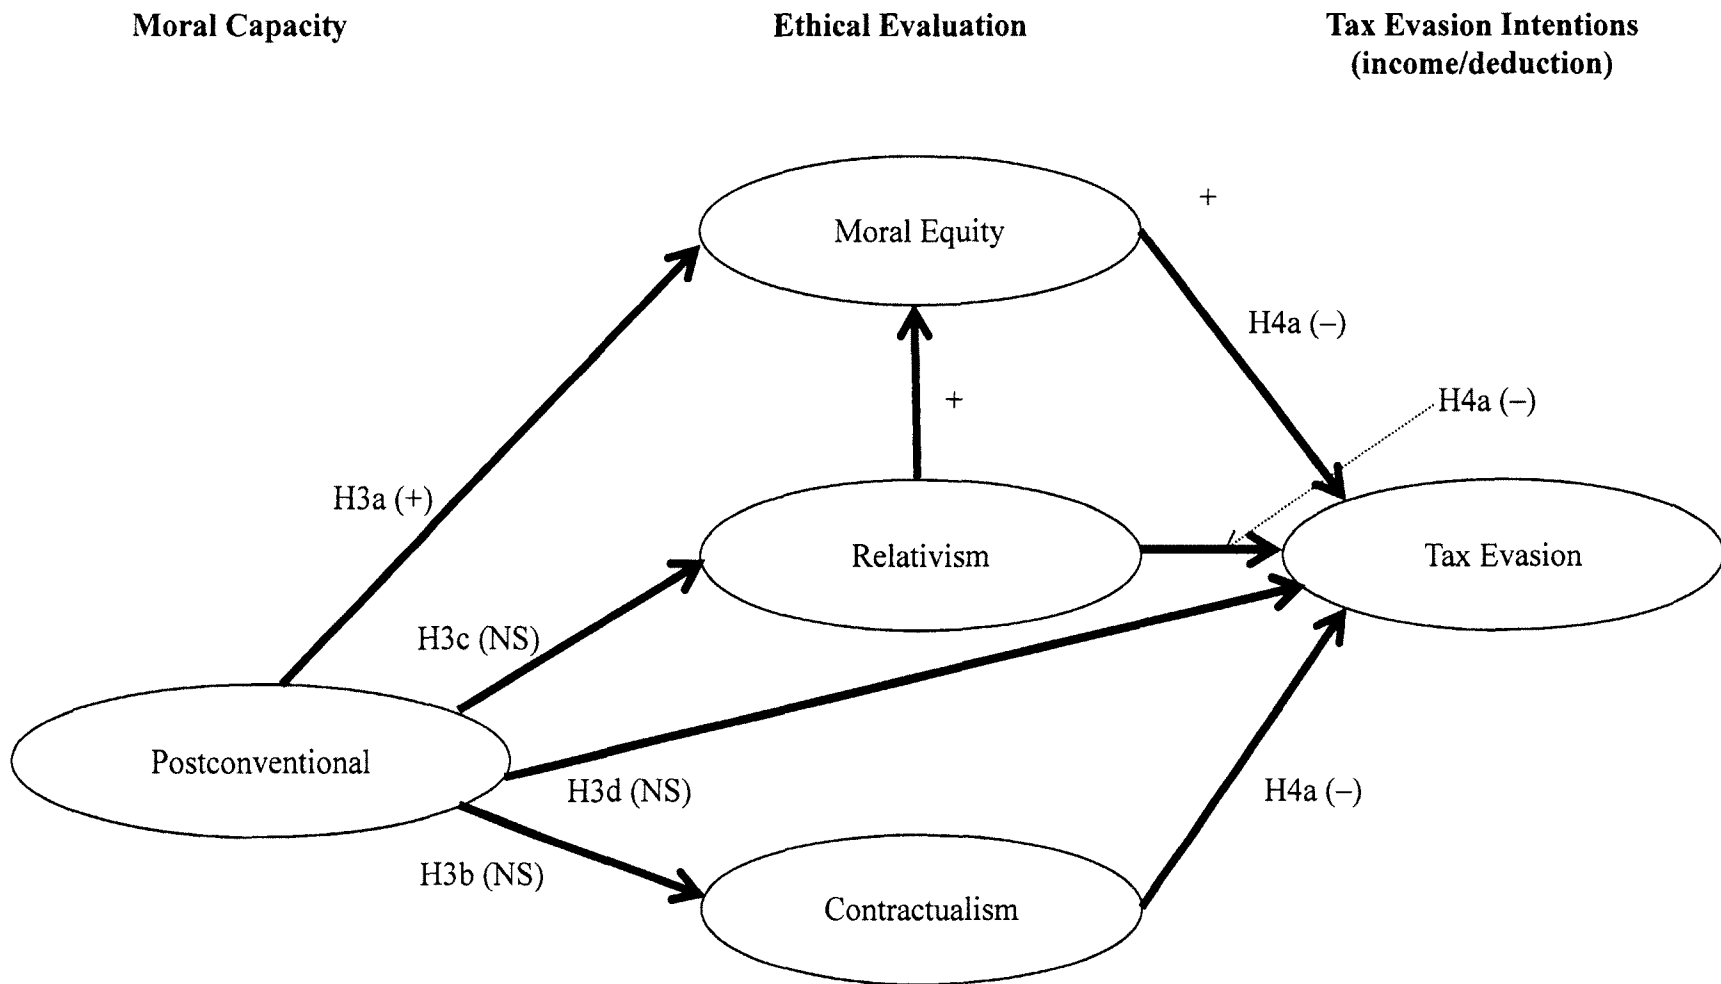 Moral Capacity
Ethical Evaluation
Tax Evasion Intentions
(income/deduction)
+
Moral Equity
H4a (–)
+
H4a (–)
H3a (+)
Relativism
Tax Evasion
H3c (NS)
Postconventional
H3d (NS)
H4a (–)
H3b (NS)
Contractualism